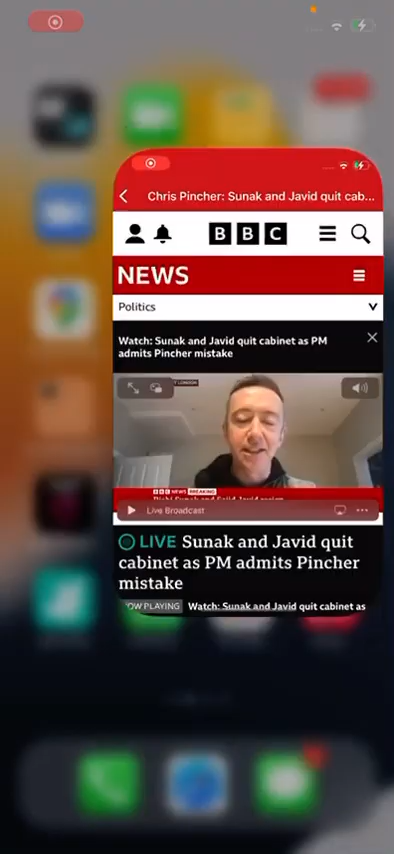 Chris Pincher: Sunak and Javid quit cab...
BBC
NEWS
Politics
Watch: Sunak and Javid quit cabinet as PM
admits Pincher mistake
BBC NEWS BREAKING
Live Broadcast
LIVE Sunak and Javid quit
cabinet as PM admits Pincher
mistake
NOW PLAYING Watch: Sunak and Javid quit cabinet as